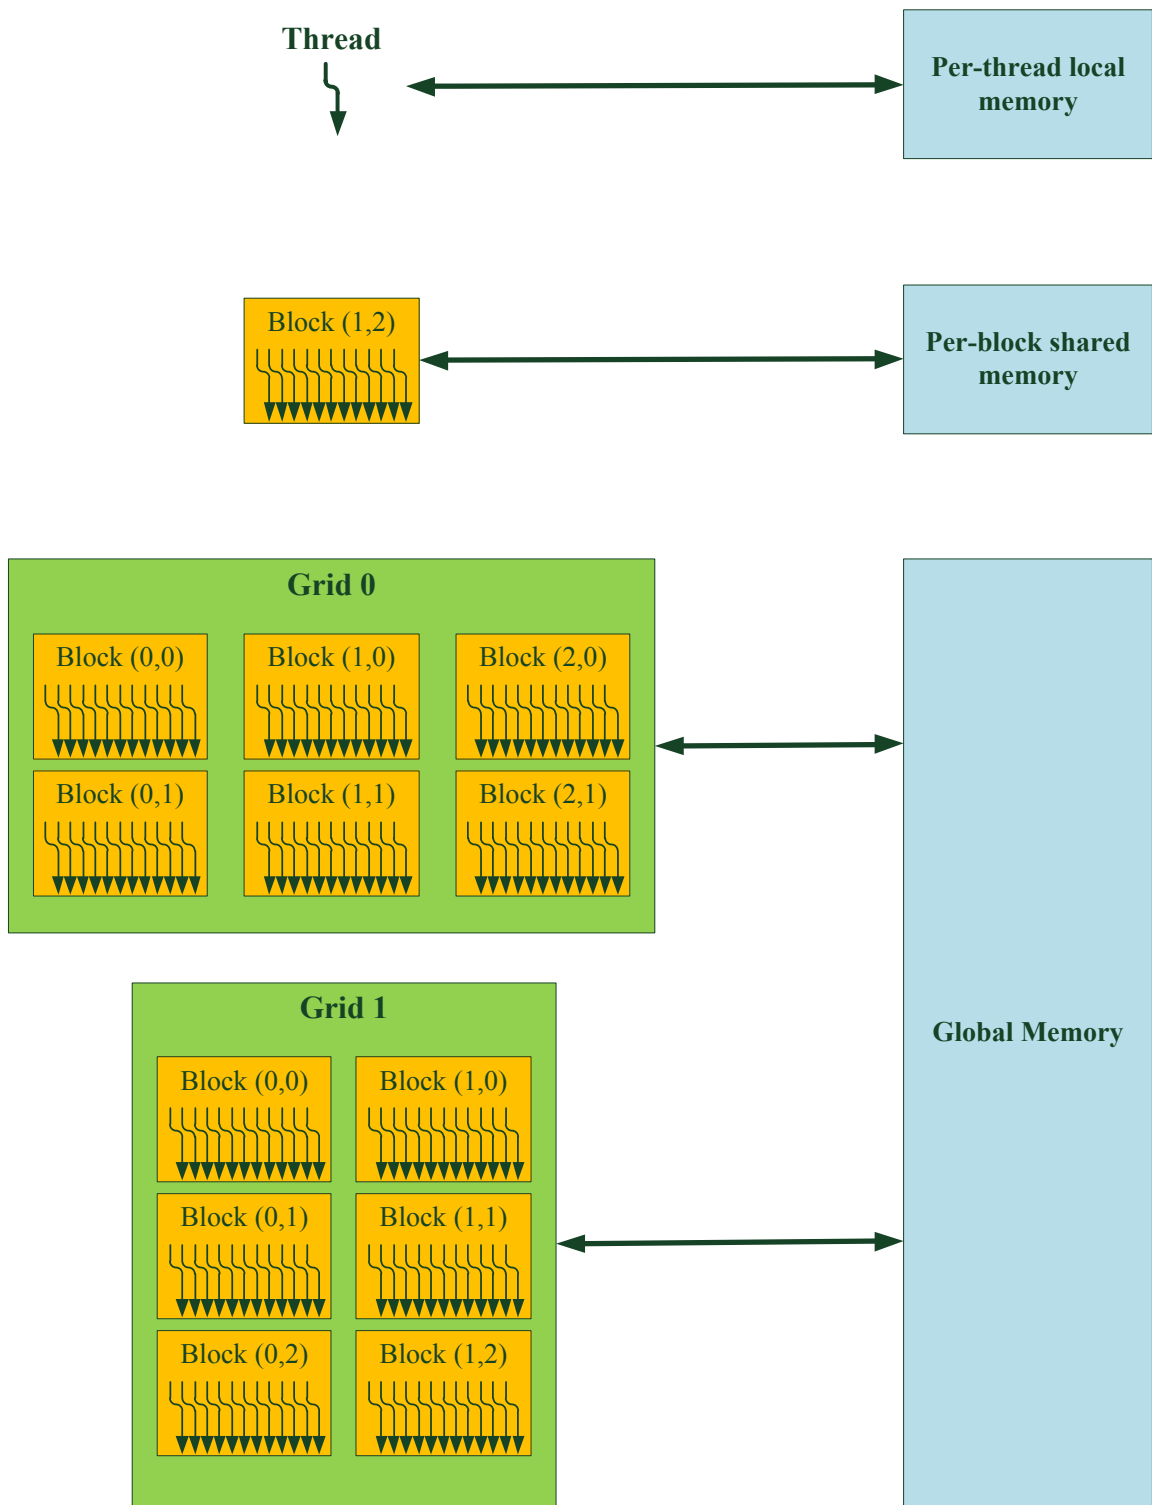 Thread
Per-thread local
memory
Block (1,2)
Per-block shared
memory
Grid 0
Block (0,0)
Block (1,0)
Block (2,0)
Block (0,1)
Block (1,1)
Block (2,1)
Global Memory
Grid 1
Block (0,0)
Block (1,0)
Block (0,1)
Block (1,1)
Block (0,2)
Block (1,2)